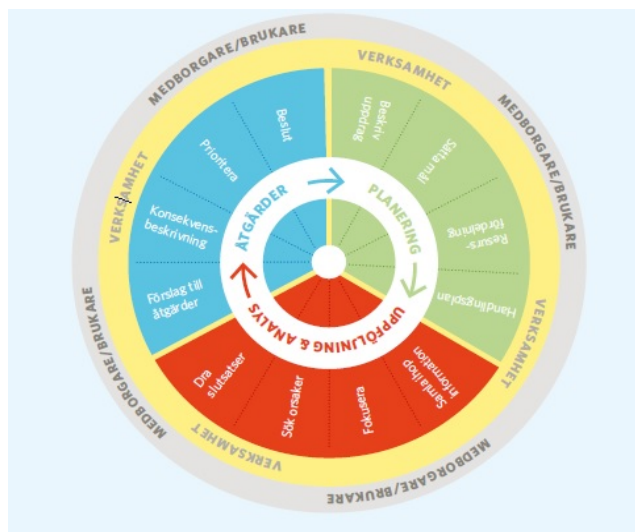 MEDBORGARE/BRUKARE
MEDBORGARE/BRUKARE
MEDBORGARE/BRUKARE
MEDBORGARE/BRUKARE
VERKSAMHET
VERKSAMHET
VERKSAMHET
VERKSAMHET
PLANERING
Beskriv
uppdrag
Sätta mål
Resurs-
fördelning
Handlingsplan
UPPFÖLJNING & ANALYS
Samla ihop
Information
Fokusera
Sök orsaker
Dra
slutsatser
ÅTGÄRDER
Förslag till
åtgärder
Konsekvens-
beskrivning
Prioritera
Beslut